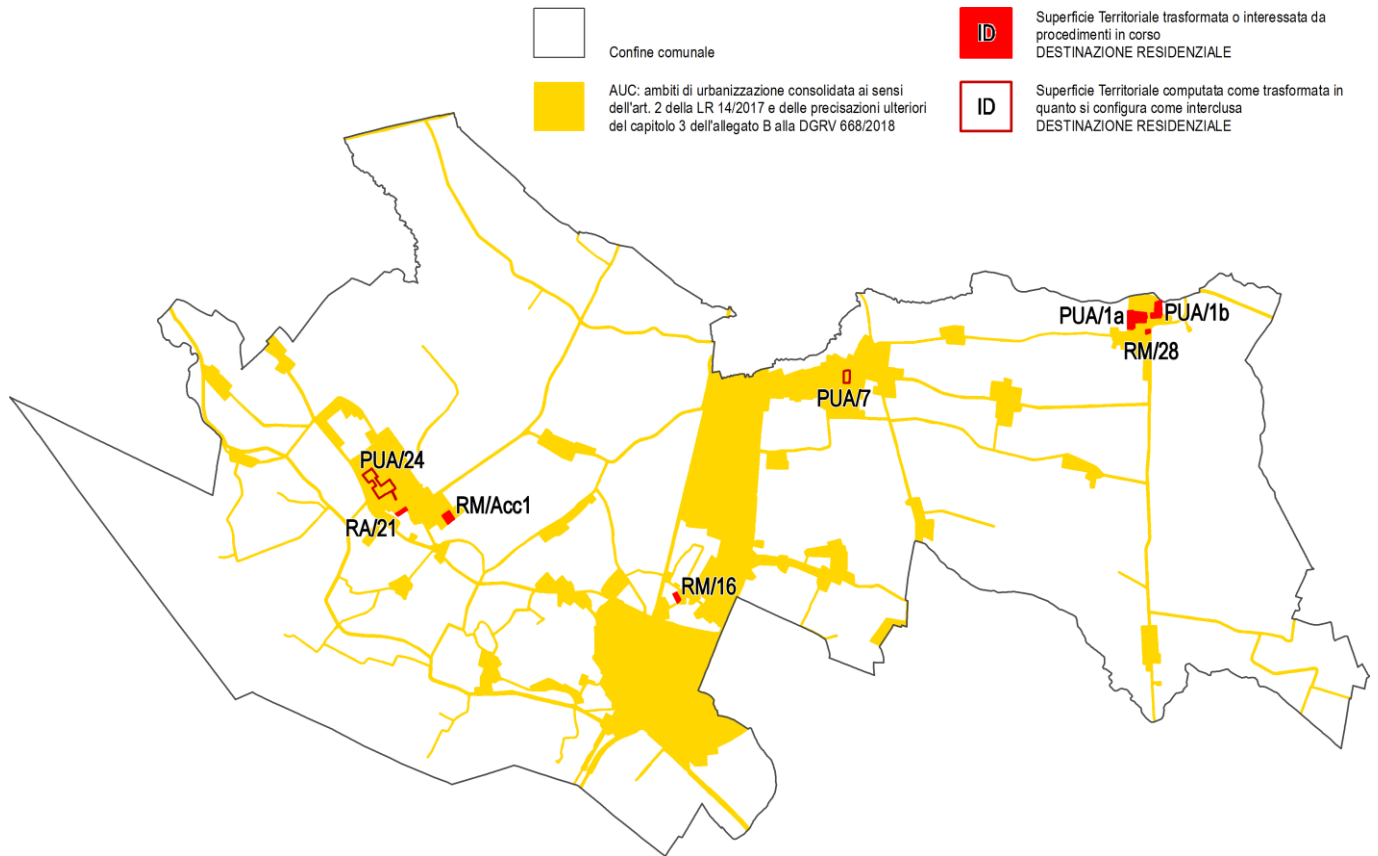 Confine comunale
AUC: ambiti di urbanizzazione consolidata ai sensi
dell'art. 2 della LR 14/2017 e delle precisazioni ulteriori
del capitolo 3 dell'allegato B alla DGRV 668/2018
ID
Superficie Territoriale trasformata o interessata da
procedimenti in corso
DESTINAZIONE RESIDENZIALE
ID
Superficie Territoriale computata come trasformata in
quanto si configura come interclusa
DESTINAZIONE RESIDENZIALE
PUA/1a
PUA/1b
RM/28
PUA/7
PUA/24
RM/Acc1
RA/21
RM/16